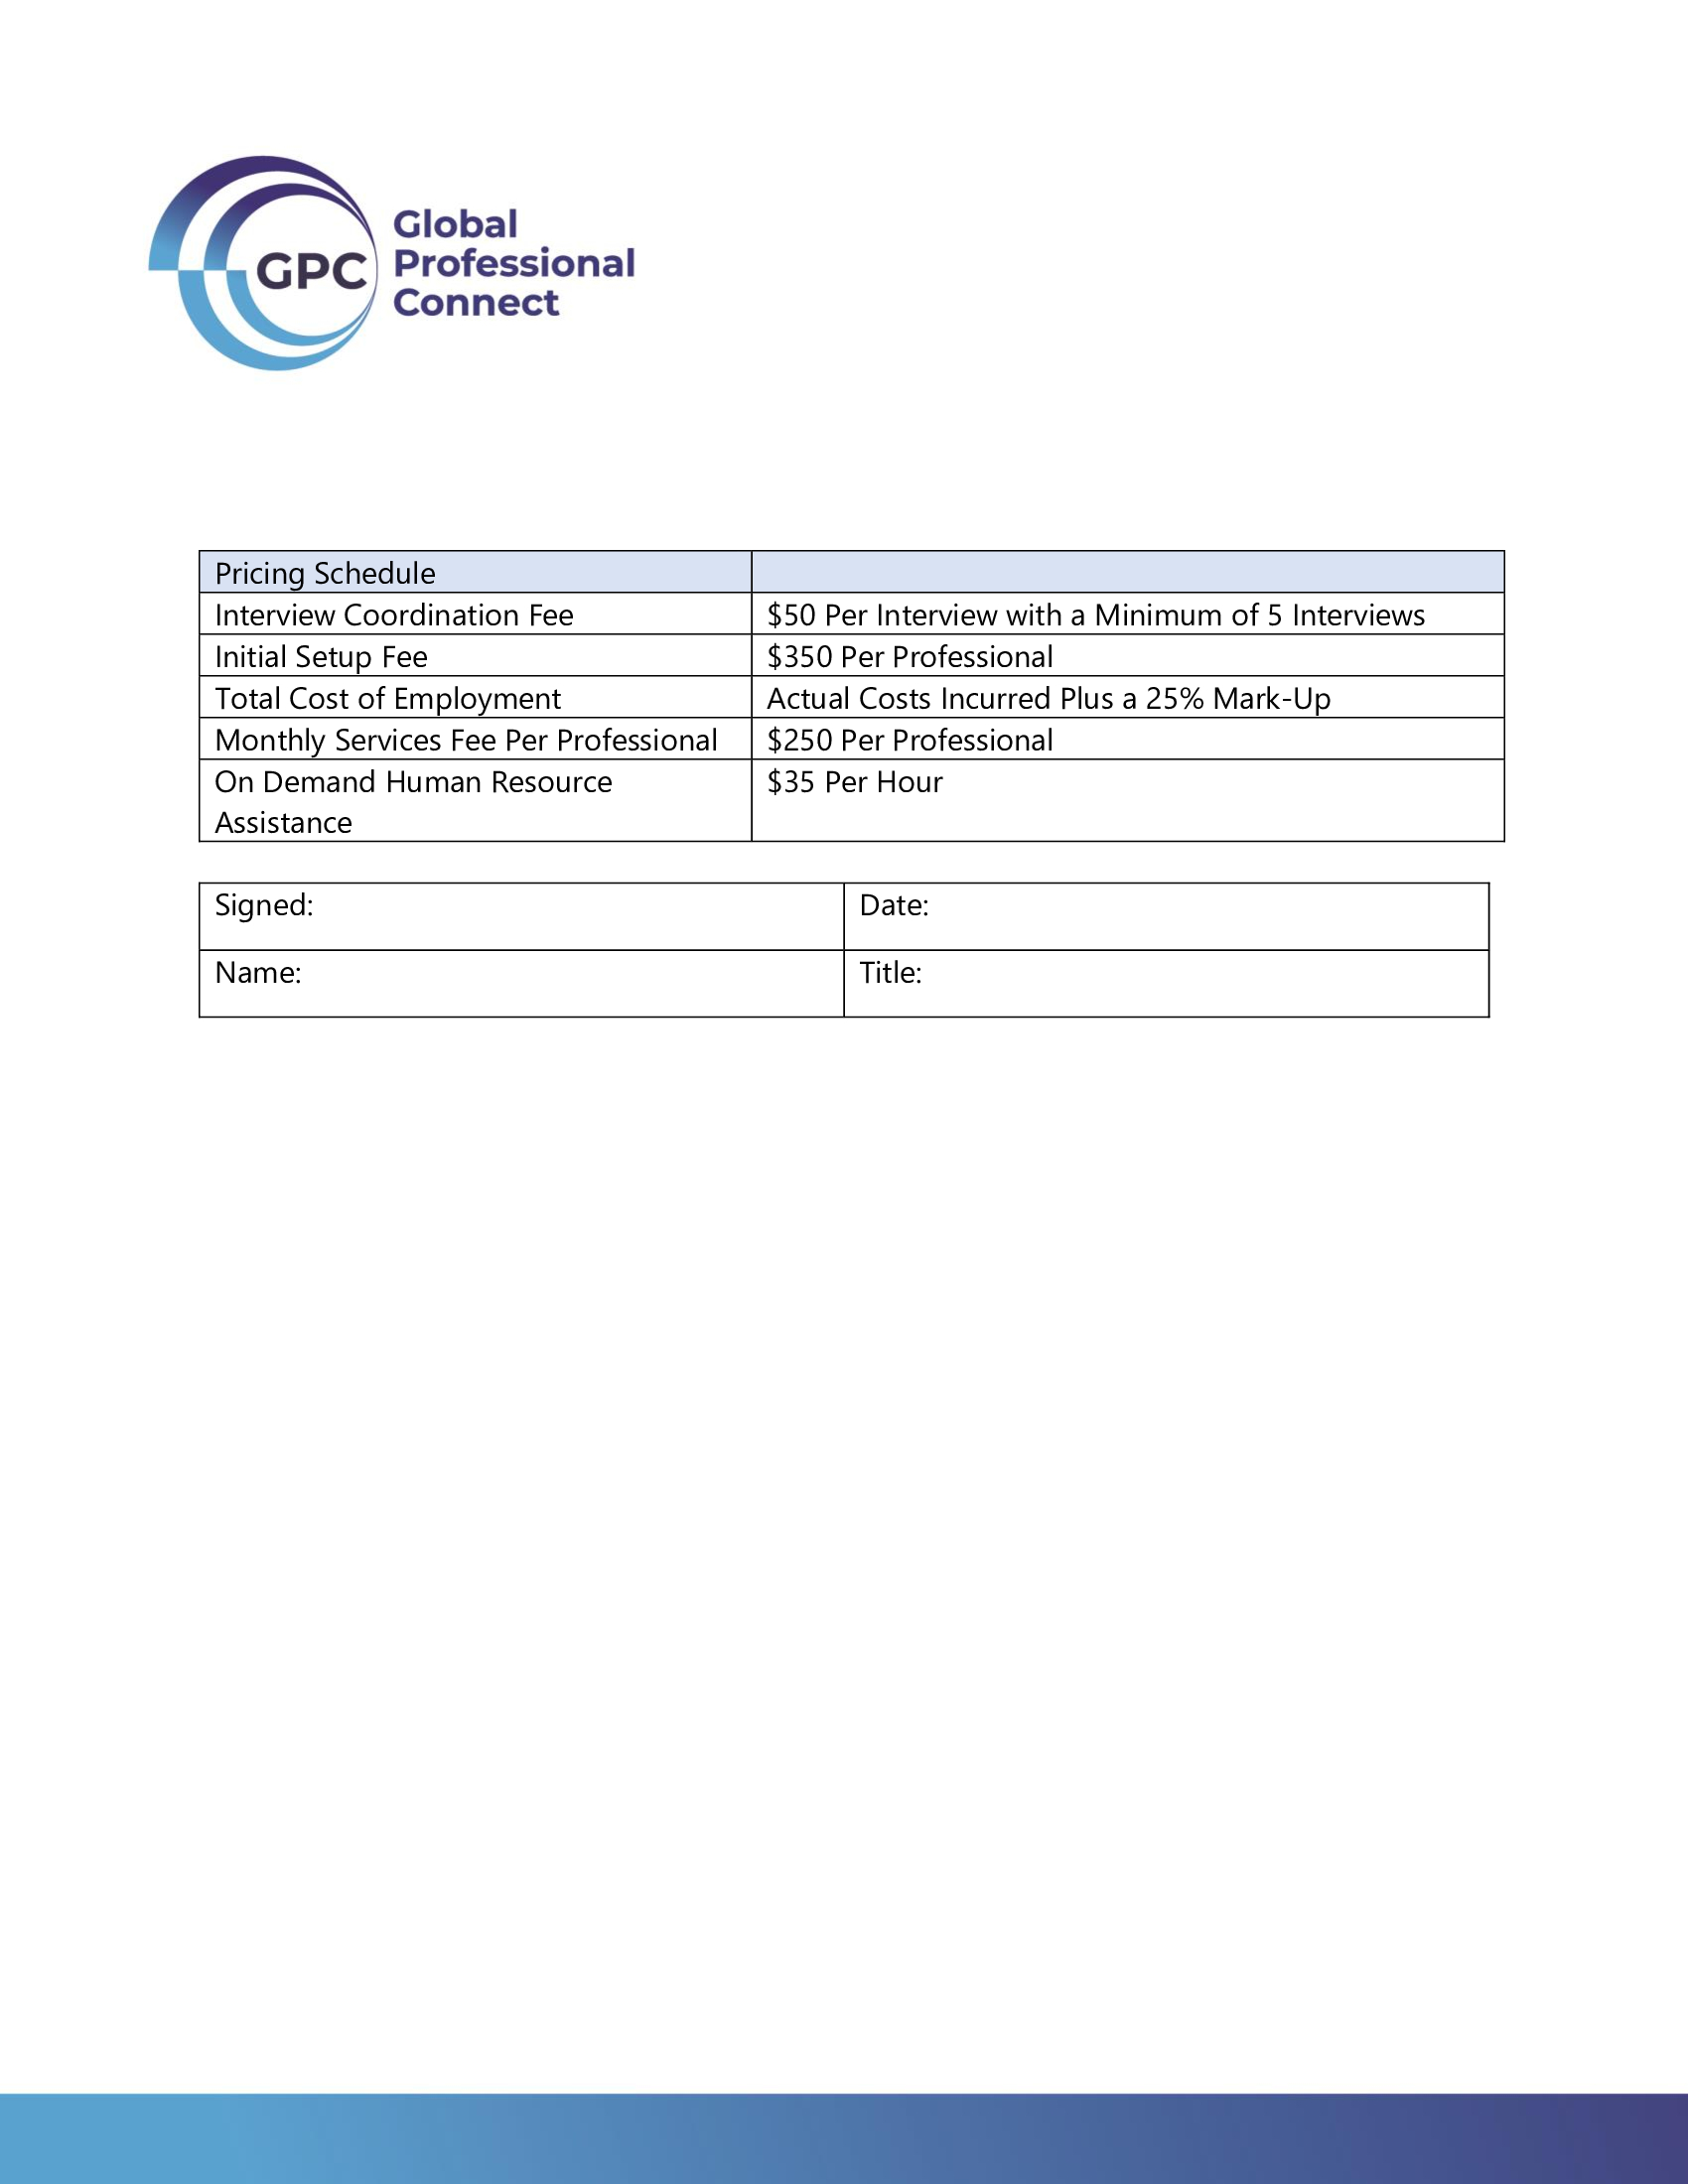 GPC
Global
Professional
Connect
Pricing Schedule
Interview Coordination Fee $50 Per Interview with a Minimum of 5 Interviews
Initial Setup Fee $350 Per Professional
Total Cost of Employment Actual Costs Incurred Plus a 25% Mark-Up
Monthly Services Fee Per Professional $250 Per Professional
On Demand Human Resource $35 Per Hour
Assistance
Signed: Date:
Name: Title: